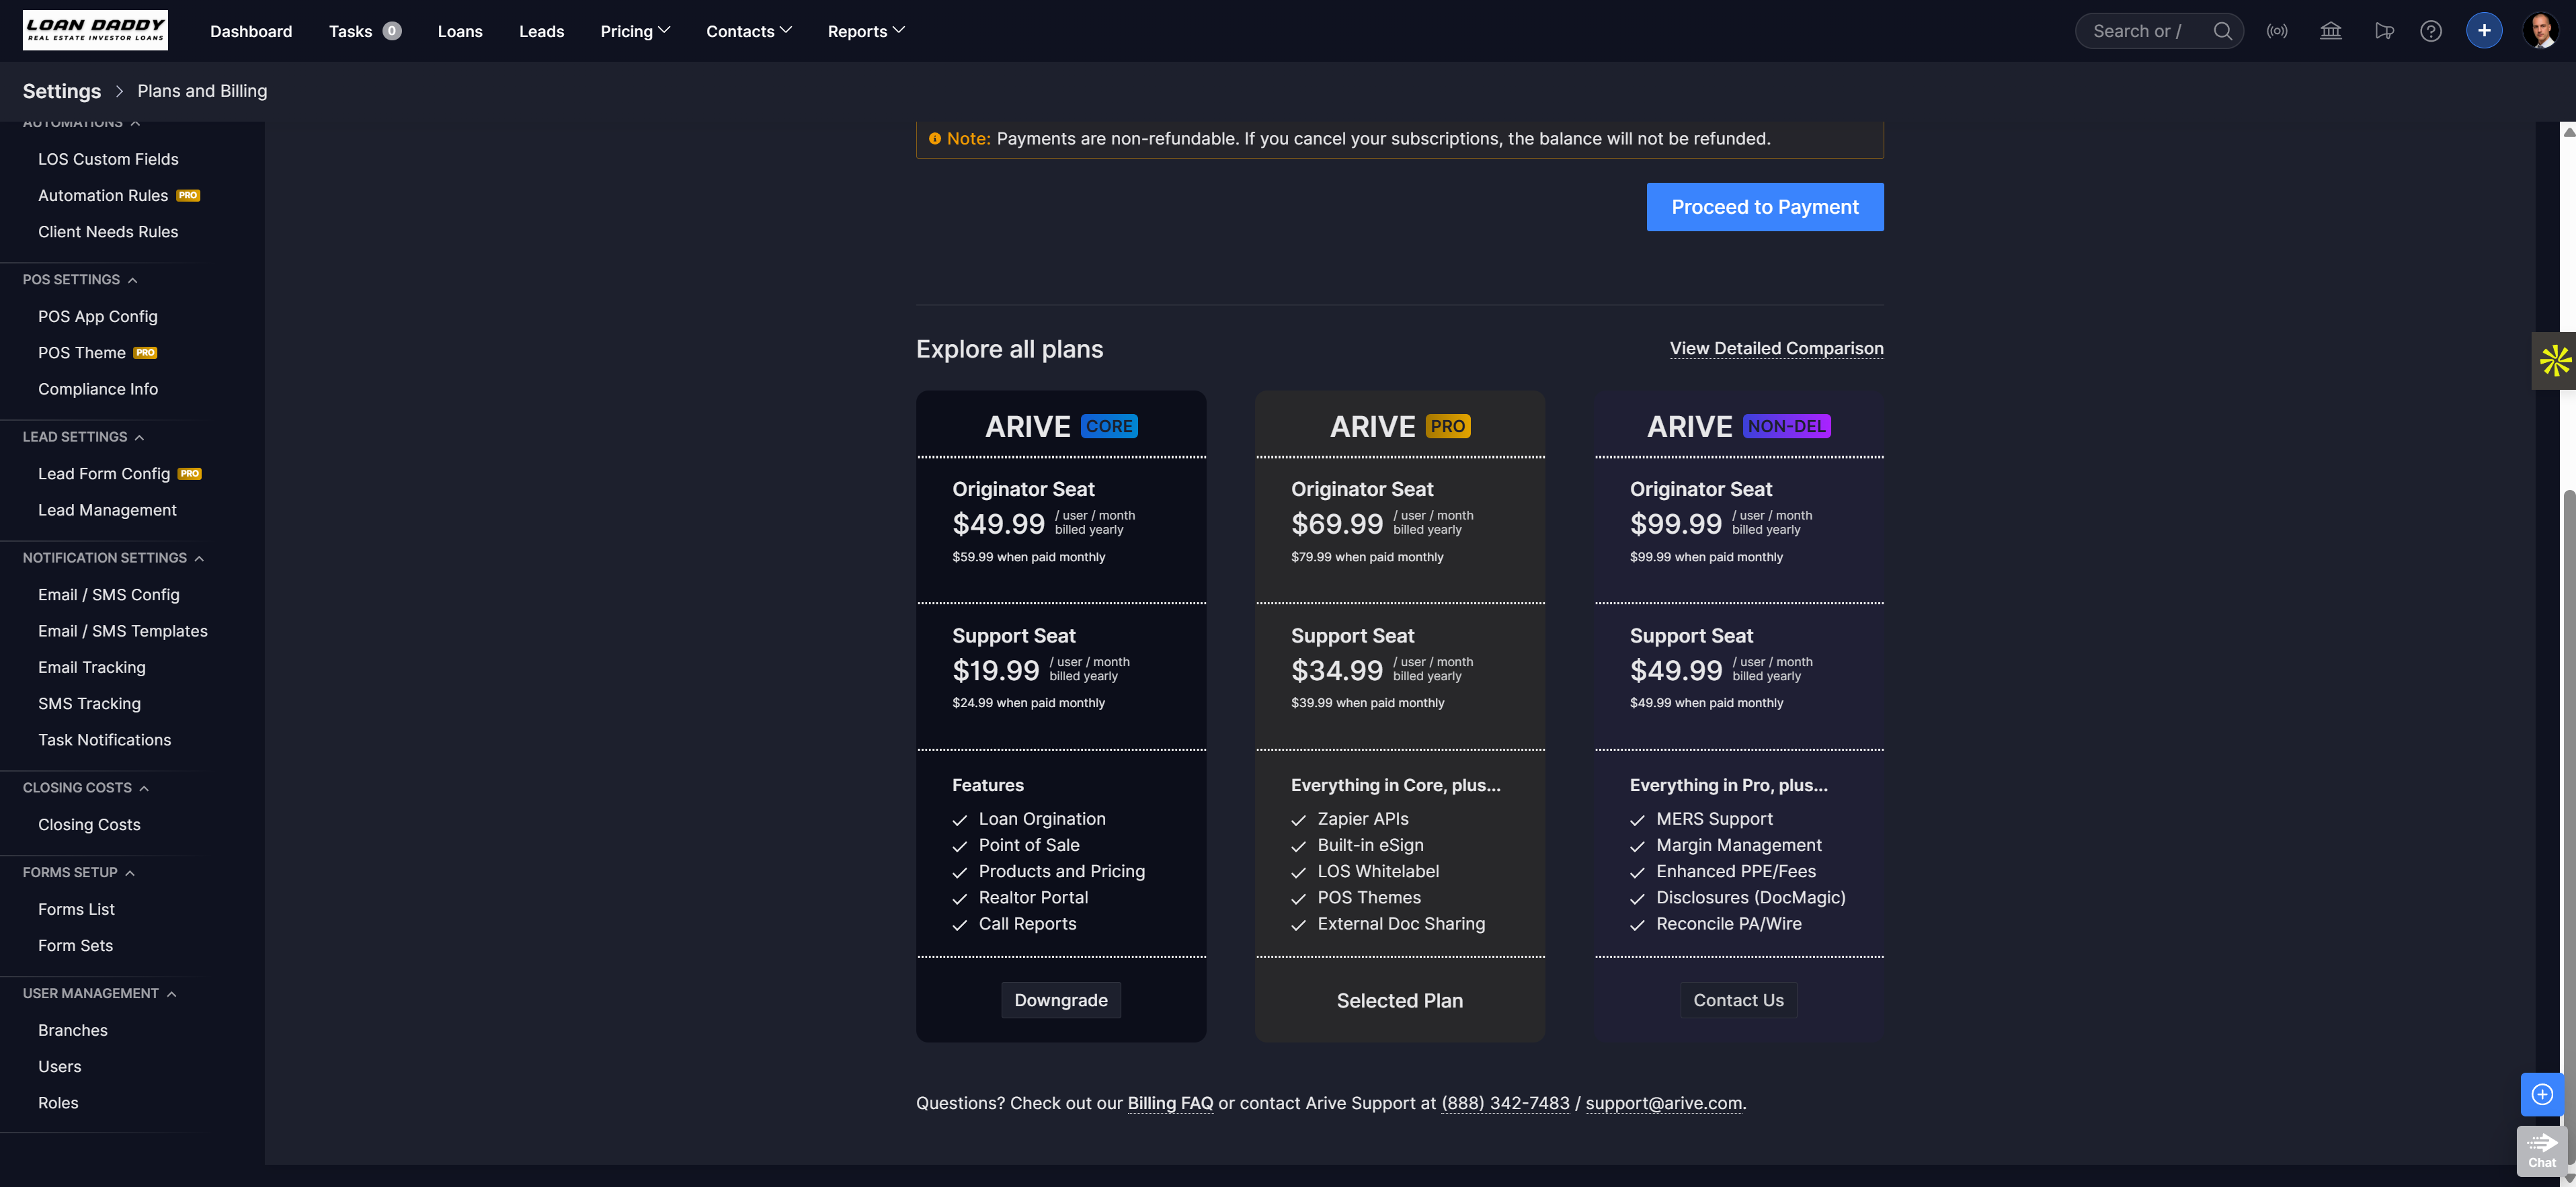 LOAN DADDY
REAL ESTATE INVESTOR LOANS
Dashboard
Tasks 0
Loans
Leads
Pricing
Contacts
Reports
Search or /
Settings > Plans and Billing
AUTOMATIONS
LOS Custom Fields
Automation Rules PRO
Client Needs Rules
POS SETTINGS
POS App Config
POS Theme PRO
Compliance Info
LEAD SETTINGS
Lead Form Config PRO
Lead Management
NOTIFICATION SETTINGS
Email / SMS Config
Email / SMS Templates
Email Tracking
SMS Tracking
Task Notifications
CLOSING COSTS
Closing Costs
FORMS SETUP
Forms List
Form Sets
USER MANAGEMENT
Branches
Users
Roles
Note: Payments are non-refundable. If you cancel your subscriptions, the balance will not be refunded.
Proceed to Payment
Explore all plans
View Detailed Comparison
ARIVE CORE
Originator Seat
$49.99 / user / month
billed yearly
$59.99 when paid monthly
Support Seat
$19.99 / user / month
billed yearly
$24.99 when paid monthly
Features
Loan Orgination
Point of Sale
Products and Pricing
Realtor Portal
Call Reports
Downgrade
ARIVE PRO
Originator Seat
$69.99 / user / month
billed yearly
$79.99 when paid monthly
Support Seat
$34.99 / user / month
billed yearly
$39.99 when paid monthly
Everything in Core, plus...
Zapier APIs
Built-in eSign
LOS Whitelabel
POS Themes
External Doc Sharing
Selected Plan
ARIVE NON-DEL
Originator Seat
$99.99 / user / month
billed yearly
$99.99 when paid monthly
Support Seat
$49.99 / user / month
billed yearly
$49.99 when paid monthly
Everything in Pro, plus...
MERS Support
Margin Management
Enhanced PPE/Fees
Disclosures (DocMagic)
Reconcile PA/Wire
Contact Us
Questions? Check out our Billing FAQ or contact Arive Support at (888) 342-7483 / support@arive.com.
Chat